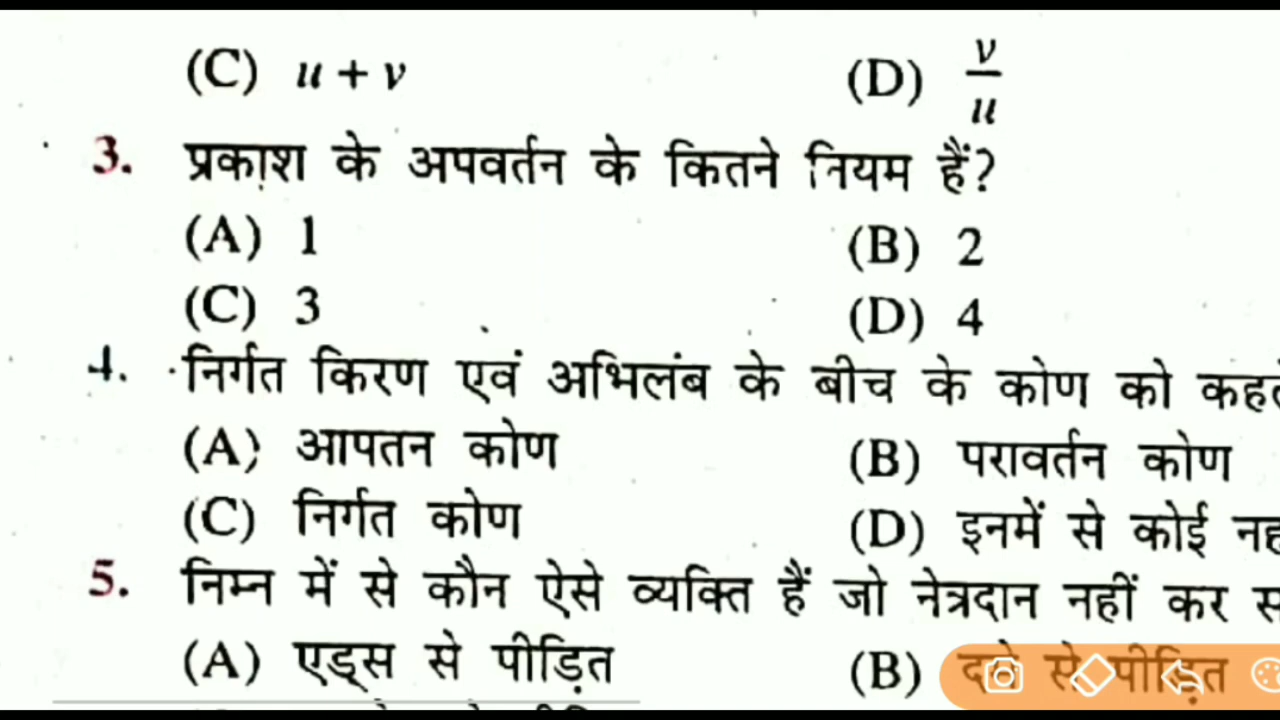 (C) u + v (D) v/u
3. प्रकाश के अपवर्तन के कितने नियम हैं?
(A) 1 (B) 2
(C) 3 (D) 4
4. निर्गत किरण एवं अभिलंब के बीच के कोण को
(A) आपतन कोण (B) परावर्तन कोण
(C) निर्गत कोण (D) इनमें से कोई
5. निम्न में से कौन ऐसे व्यक्ति हैं जो नेत्रदान नहीं कर
(A) एड्स से पीड़ित (B) से पीड़ित